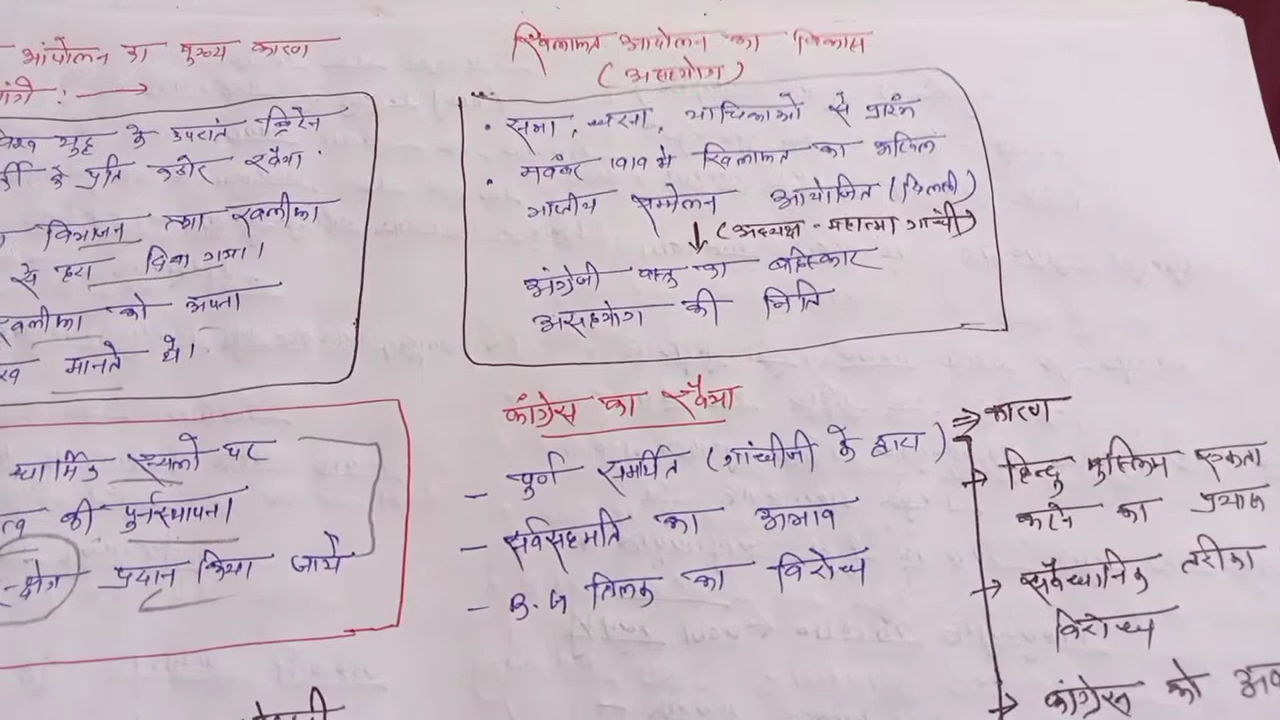 आंदोलन का मुख्य कारण
विश्व युद्ध के उपरांत ब्रिटेन
के प्रति कठोर रवैया
विभाजन तथा खलीफा
से हटा दिया गया।
खलीफा को अपना
मानते थे।
धार्मिक स्थलो पर
की पुर्नस्थापना
क्षेत्र प्रदान किया जाये
खिलाफत आंदोलन का विकास
(असहयोग)
· सभा, धरना, याचिकाओ से प्रारंभ
· नवंबर 1919 मे खिलाफत का अखिल
भारतीय सम्मेलन आयोजित (दिल्ली)
↓ (अध्यक्ष - महात्मा गांधी)
अंग्रेजी वस्तु का बहिस्कार
असहयोग की निति
कांग्रेस का रवैया
- पुर्ण समर्थित (गांधीजी के द्वारा)
- सर्वसहमति का अभाव
- B.G तिलक का विरोध
⇒ कारण
→ हिन्दु मुस्लिम एकता
करने का प्रयास
→ सवैधानिक तरीका
विरोध
→ कांग्रेस को